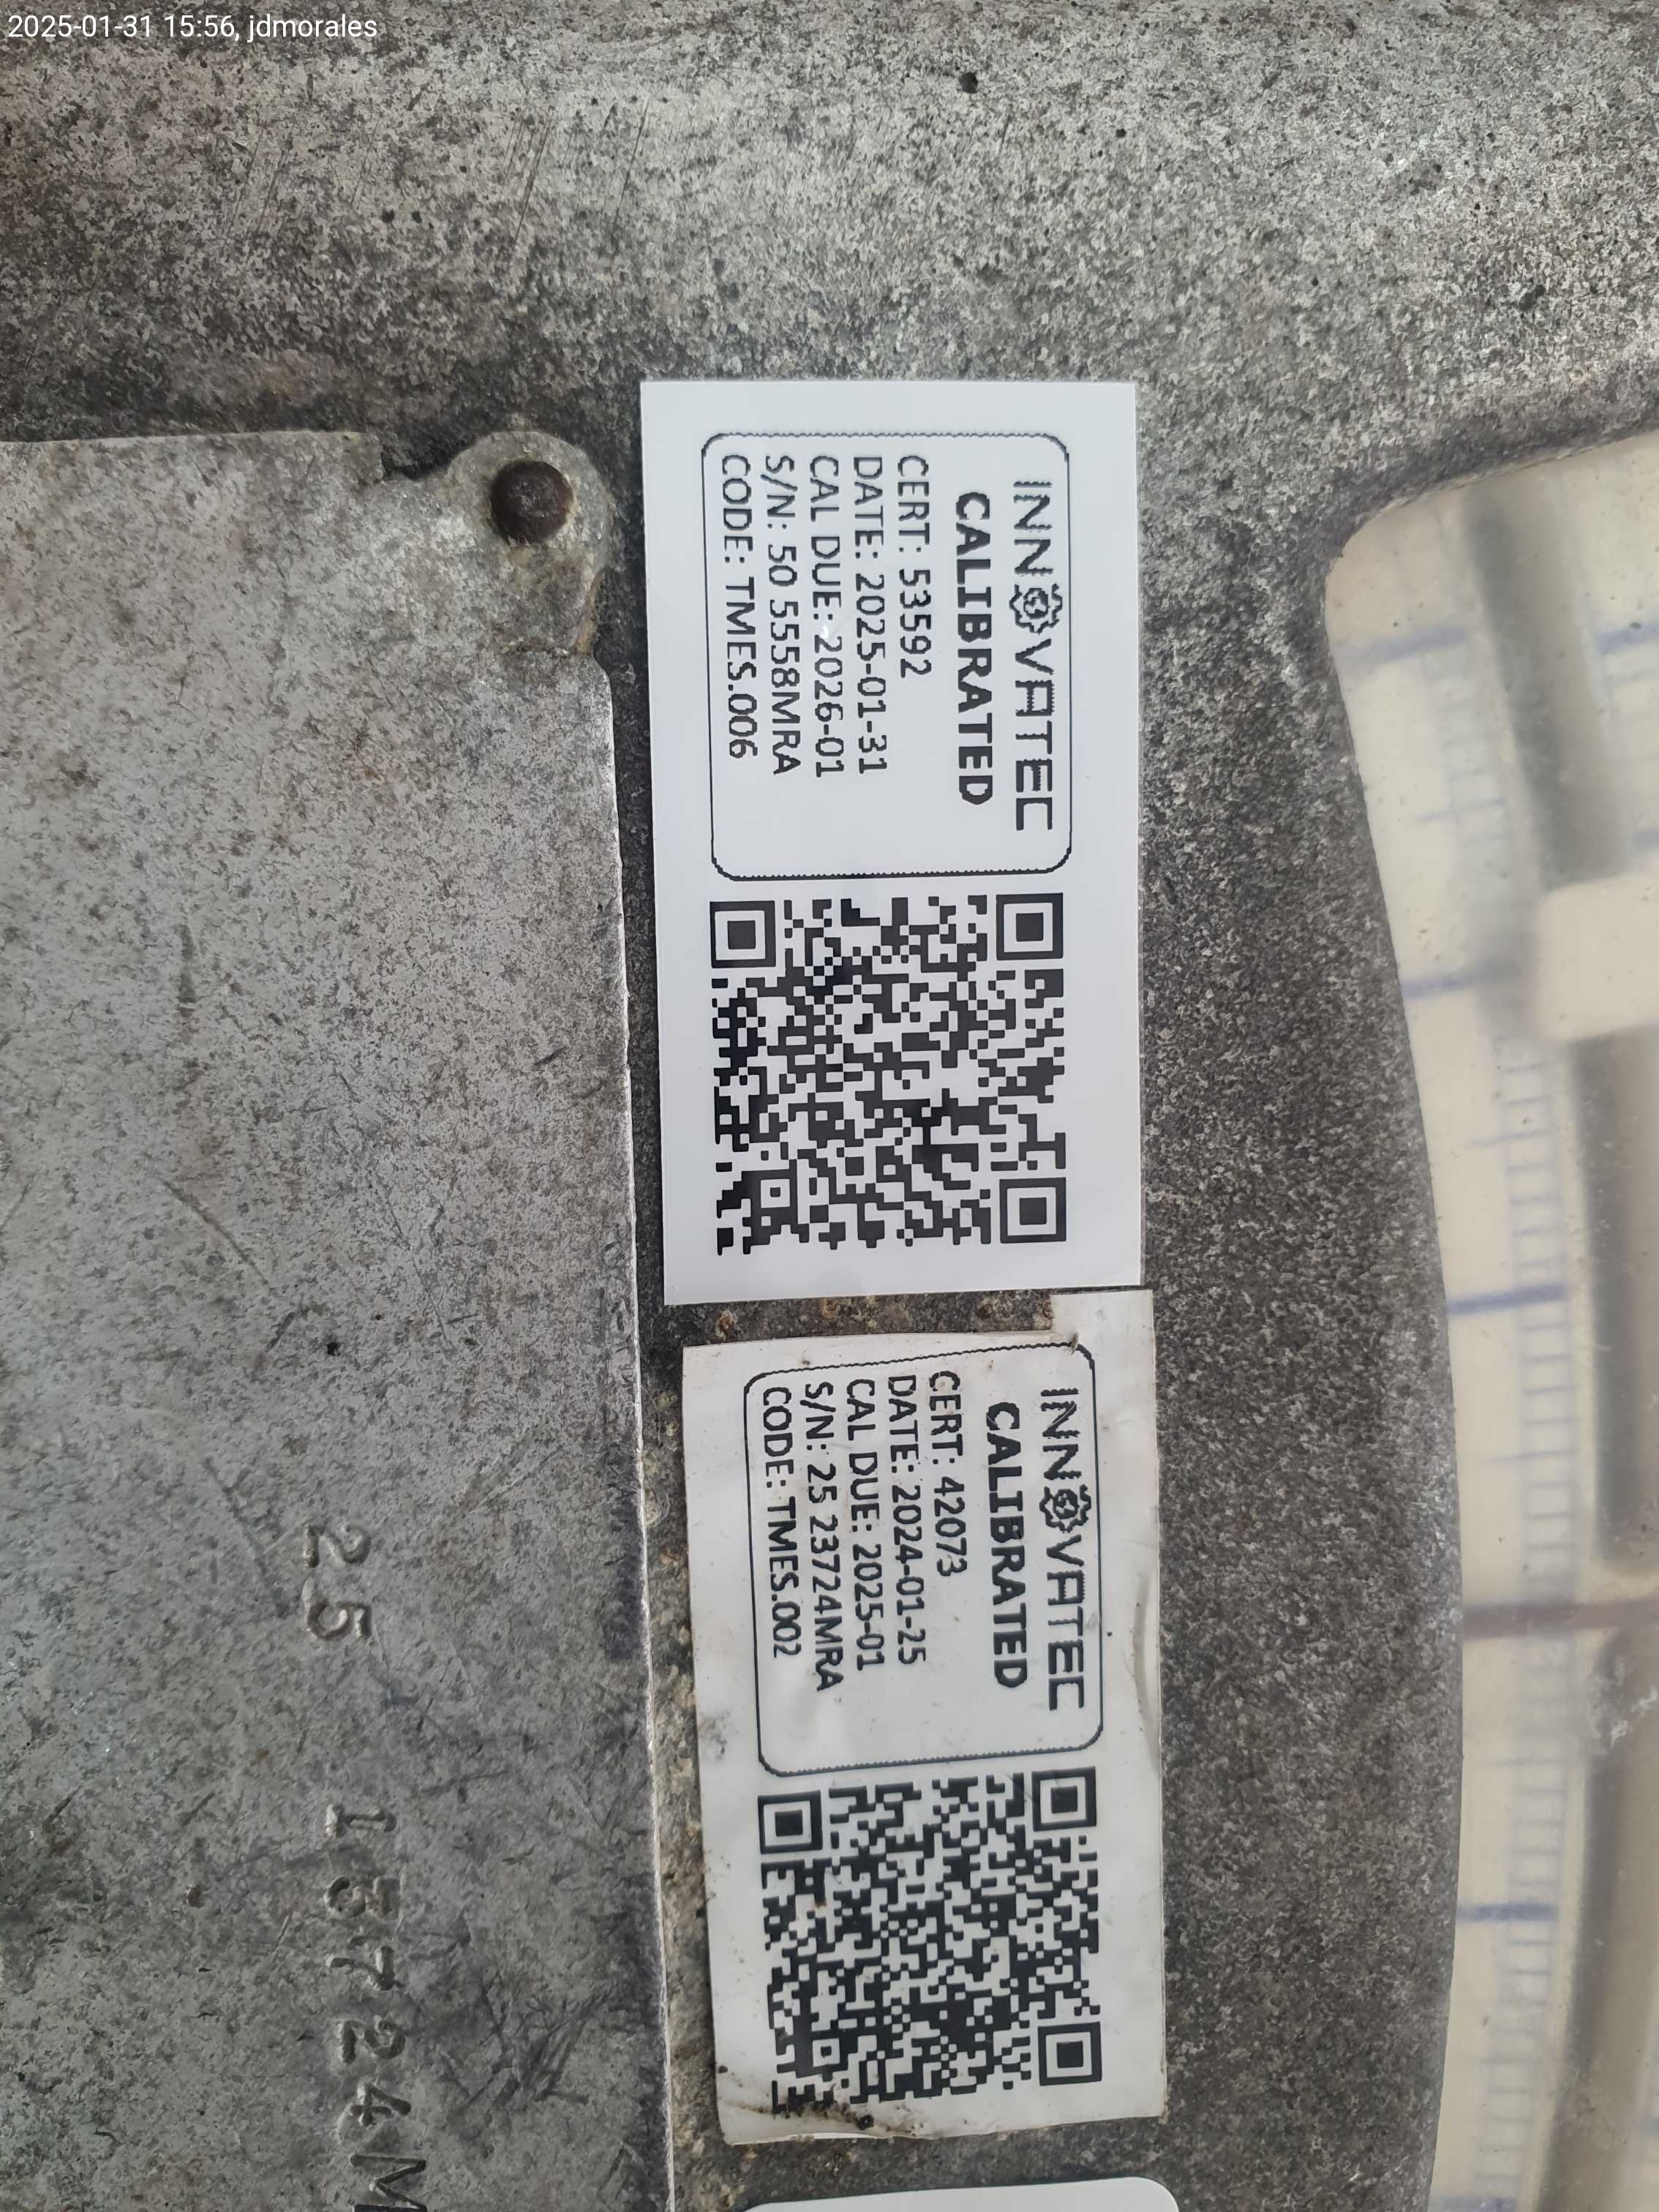 2025-01-31 15:56, jdmorales
INNOVATEC
CALIBRATED
CERT: 53592
DATE: 2025-01-31
CAL DUE: 2026-01
S/N: 50 5558MRA
CODE: TMES.006
INNOVATEC
CALIBRATED
CERT: 42073
DATE: 2024-01-25
CAL DUE: 2025-01
S/N: 25 23724MRA
CODE: TMES.002
25